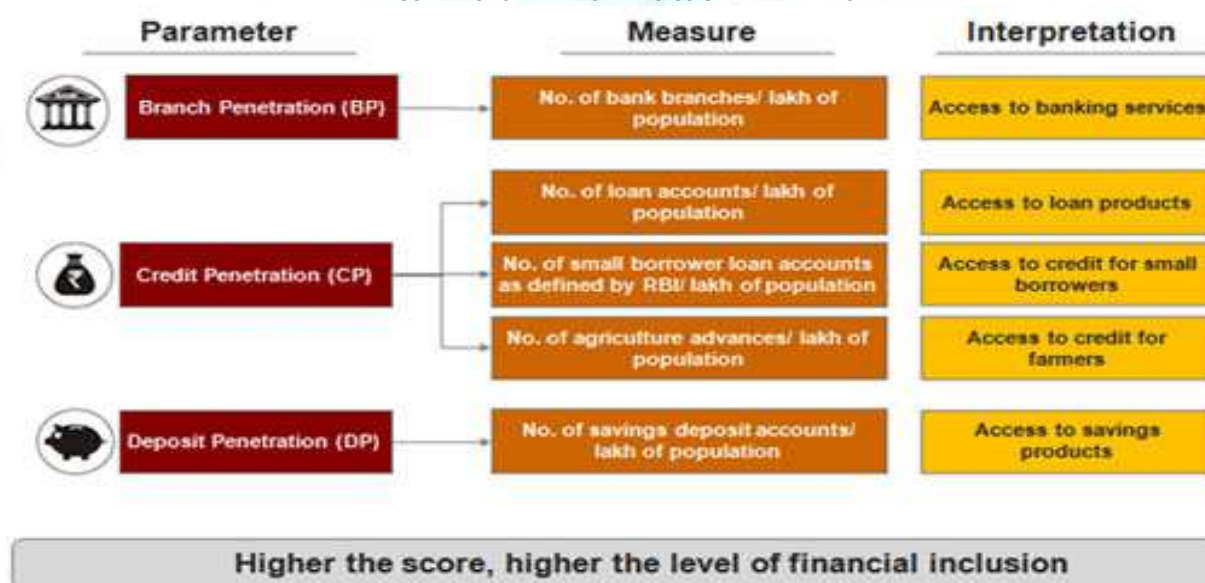 Parameter
Measure
Interpretation
Branch Penetration (BP)
No. of bank branches/ lakh of
population
Access to banking services
Credit Penetration (CP)
No. of loan accounts/ lakh of
population
Access to loan products
No. of small borrower loan accounts
as defined by RBI/ lakh of population
Access to credit for small
borrowers
No. of agriculture advances/ lakh of
population
Access to credit for
farmers
Deposit Penetration (DP)
No. of savings deposit accounts/
lakh of population
Access to savings
products
Higher the score, higher the level of financial inclusion